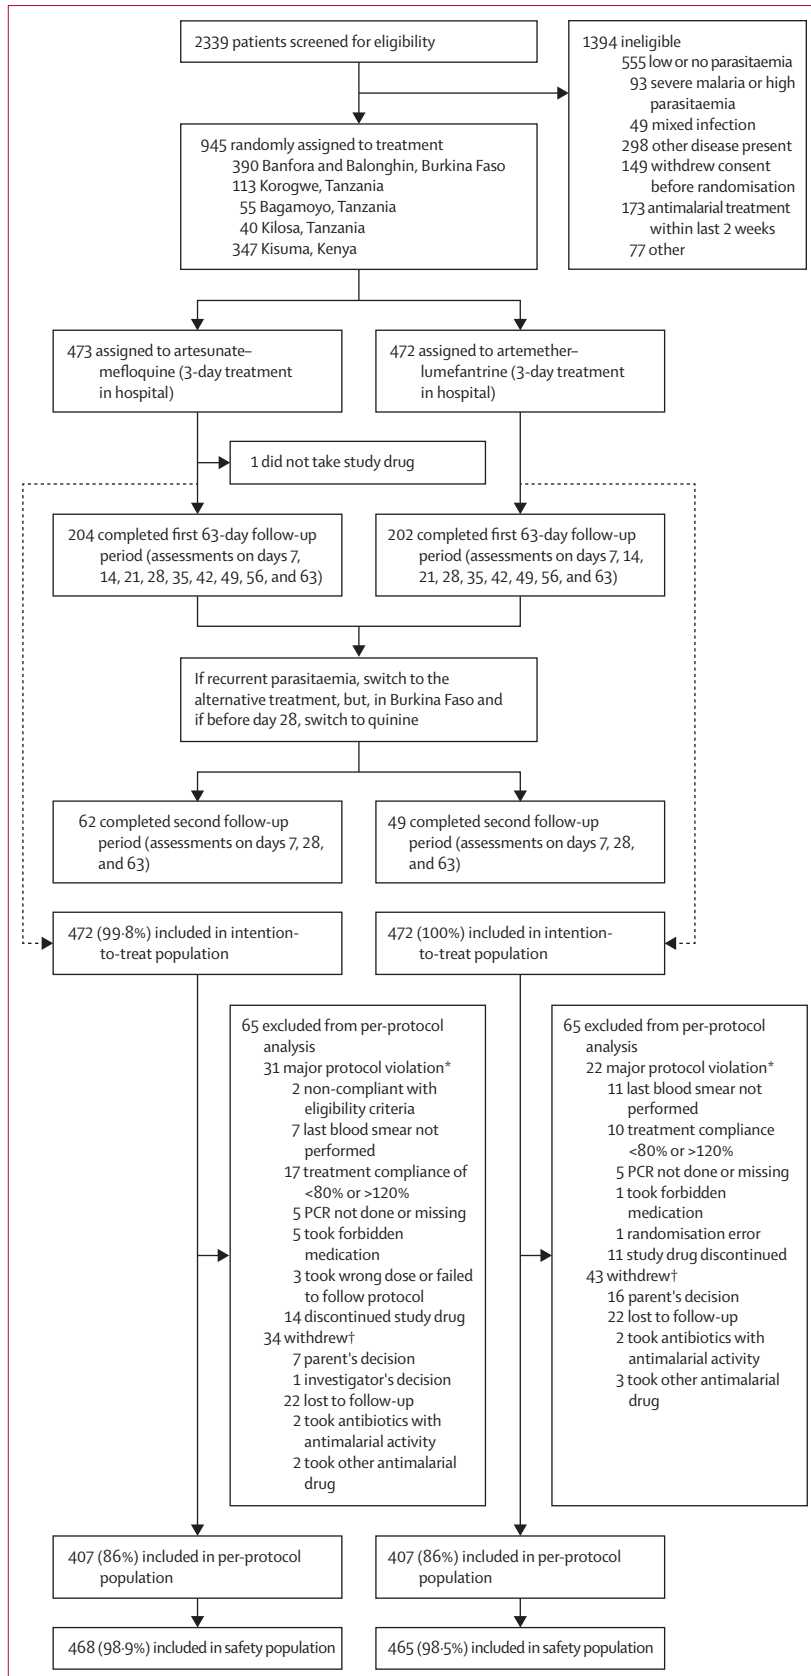 2339 patients screened for eligibility
1394 ineligible
555 low or no parasitaemia
93 severe malaria or high
parasitaemia
49 mixed infection
298 other disease present
149 withdrew consent
before randomisation
173 antimalarial treatment
within last 2 weeks
77 other
945 randomly assigned to treatment
390 Banfora and Balonghin, Burkina Faso
113 Korogwe, Tanzania
55 Bagamoyo, Tanzania
40 Kilosa, Tanzania
347 Kisuma, Kenya
473 assigned to artesunate–
mefloquine (3-day treatment
in hospital)
472 assigned to artemether–
lumefantrine (3-day treatment
in hospital)
1 did not take study drug
204 completed first 63-day follow-up
period (assessments on days 7,
14, 21, 28, 35, 42, 49, 56, and 63)
202 completed first 63-day follow-up
period (assessments on days 7, 14,
21, 28, 35, 42, 49, 56, and 63)
If recurrent parasitaemia, switch to the
alternative treatment, but, in Burkina Faso and
if before day 28, switch to quinine
62 completed second follow-up
period (assessments on days 7, 28,
and 63)
49 completed second follow-up
period (assessments on days 7, 28,
and 63)
472 (99·8%) included in intention-
to-treat population
472 (100%) included in intention-
to-treat population
65 excluded from per-protocol
analysis
31 major protocol violation*
2 non-compliant with
eligibility criteria
7 last blood smear not
performed
17 treatment compliance of
<80% or >120%
5 PCR not done or missing
5 took forbidden
medication
3 took wrong dose or failed
to follow protocol
14 discontinued study drug
34 withdrew†
7 parent's decision
1 investigator's decision
22 lost to follow-up
2 took antibiotics with
antimalarial activity
2 took other antimalarial
drug
65 excluded from per-protocol
analysis
22 major protocol violation*
11 last blood smear not
performed
10 treatment compliance
<80% or >120%
5 PCR not done or missing
1 took forbidden
medication
1 randomisation error
11 study drug discontinued
43 withdrew†
16 parent's decision
22 lost to follow-up
2 took antibiotics with
antimalarial activity
3 took other antimalarial
drug
407 (86%) included in per-protocol
population
407 (86%) included in per-protocol
population
468 (98·9%) included in safety population
465 (98·5%) included in safety population